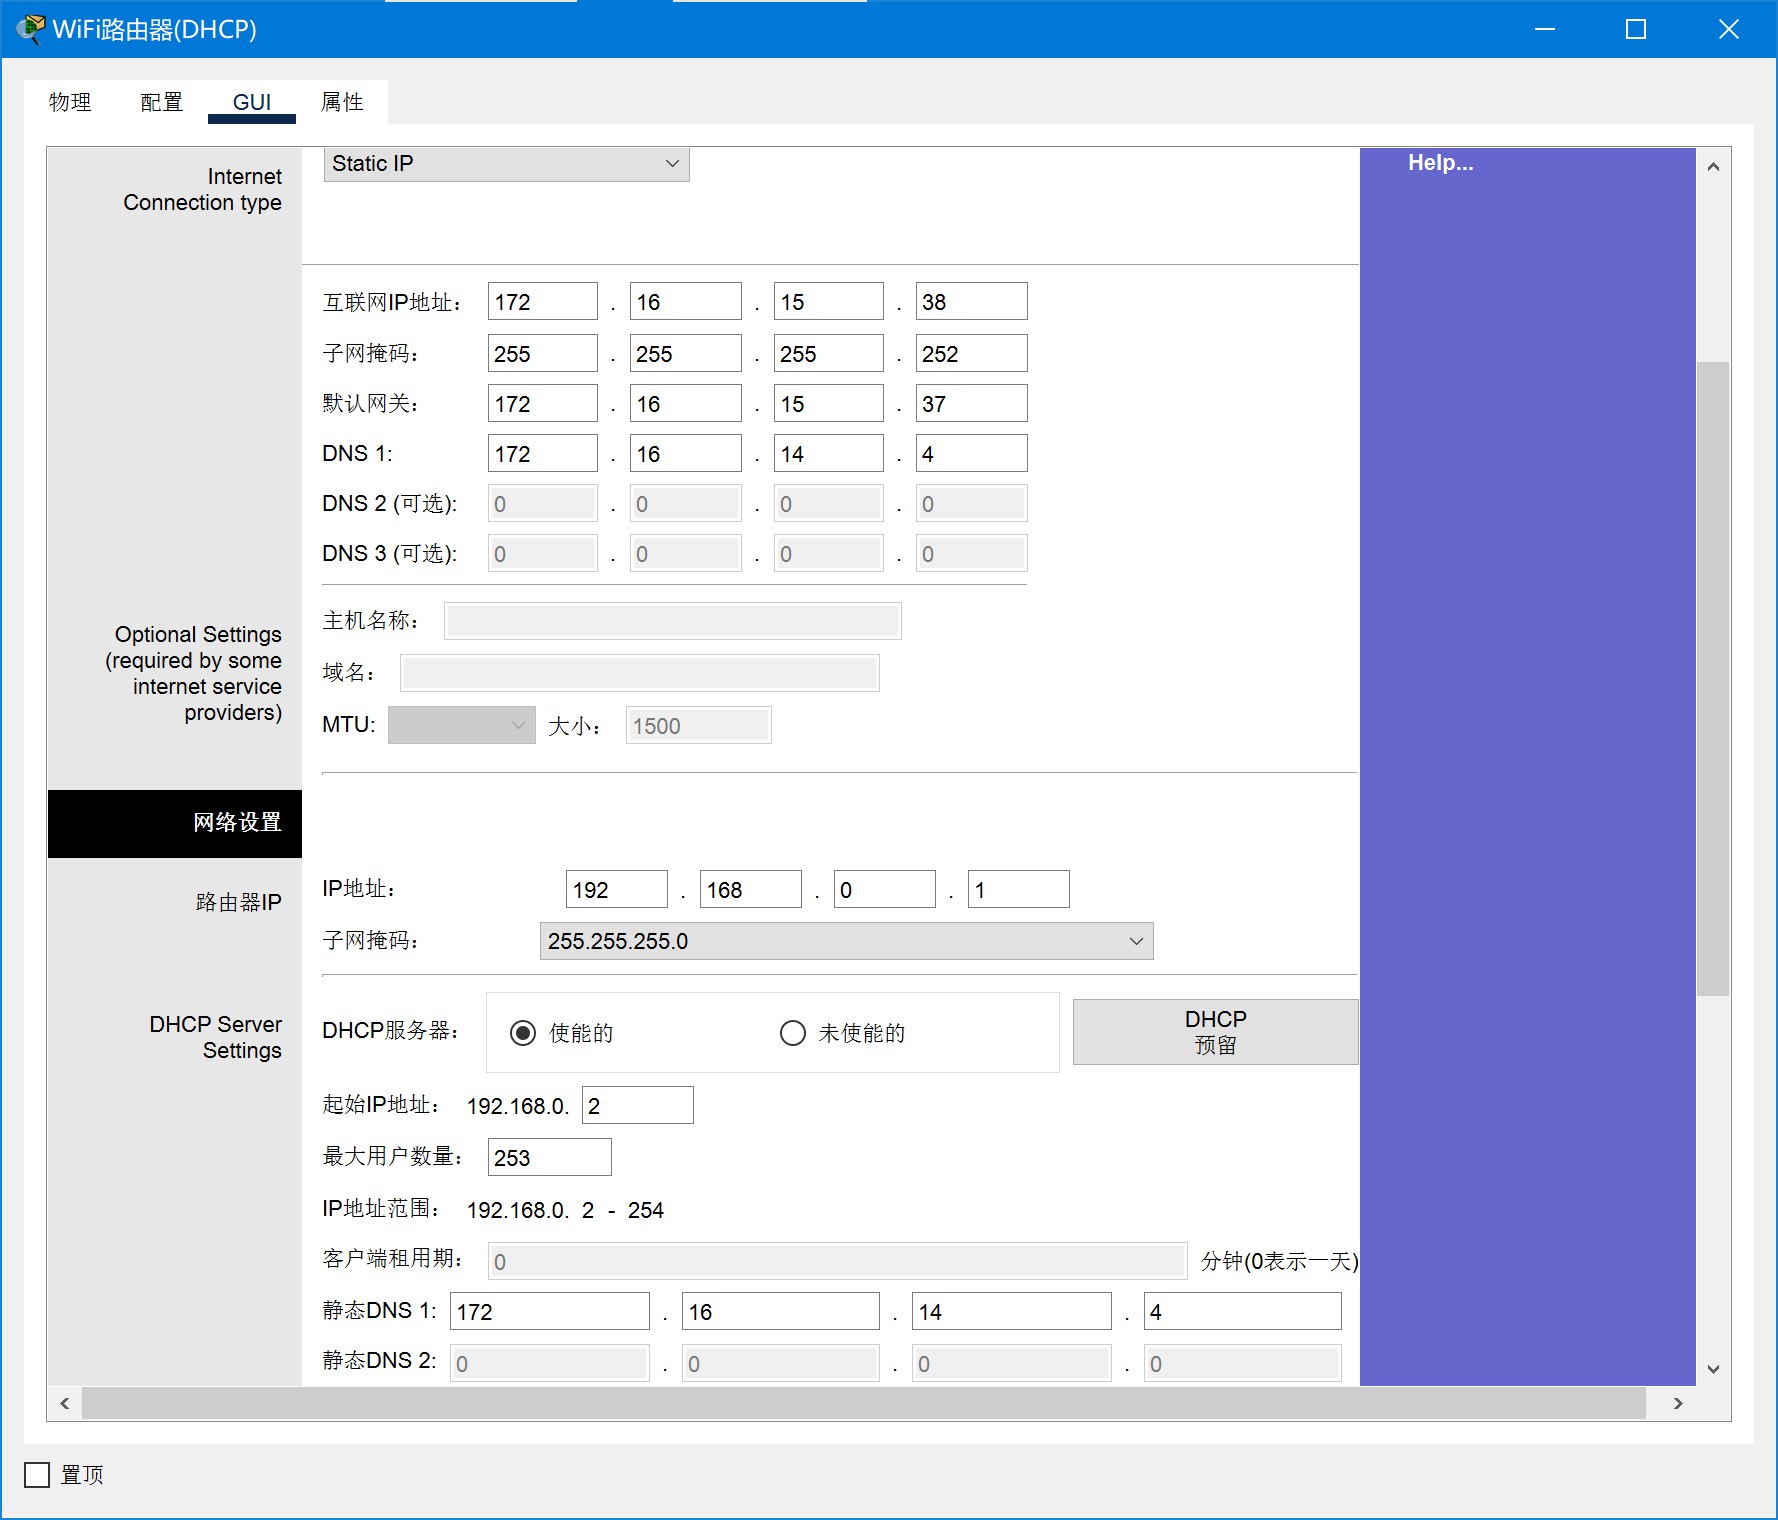 WiFi路由器(DHCP)
物理 配置 GUI 属性
Internet
Connection type
Static IP
Help...
互联网IP地址： 172 . 16 . 15 . 38
子网掩码： 255 . 255 . 255 . 252
默认网关： 172 . 16 . 15 . 37
DNS 1: 172 . 16 . 14 . 4
DNS 2 (可选): 0 . 0 . 0 . 0
DNS 3 (可选): 0 . 0 . 0 . 0
Optional Settings
(required by some
internet service
providers)
主机名称：
域名：
MTU: 大小： 1500
网络设置
路由器IP
IP地址： 192 . 168 . 0 . 1
子网掩码： 255.255.255.0
DHCP Server
Settings
DHCP服务器： 使能的 未使能的
DHCP
预留
起始IP地址： 192.168.0. 2
最大用户数量： 253
IP地址范围： 192.168.0. 2 - 254
客户端租用期： 0 分钟(0表示一天)
静态DNS 1: 172 . 16 . 14 . 4
静态DNS 2: 0 . 0 . 0 . 0
置顶